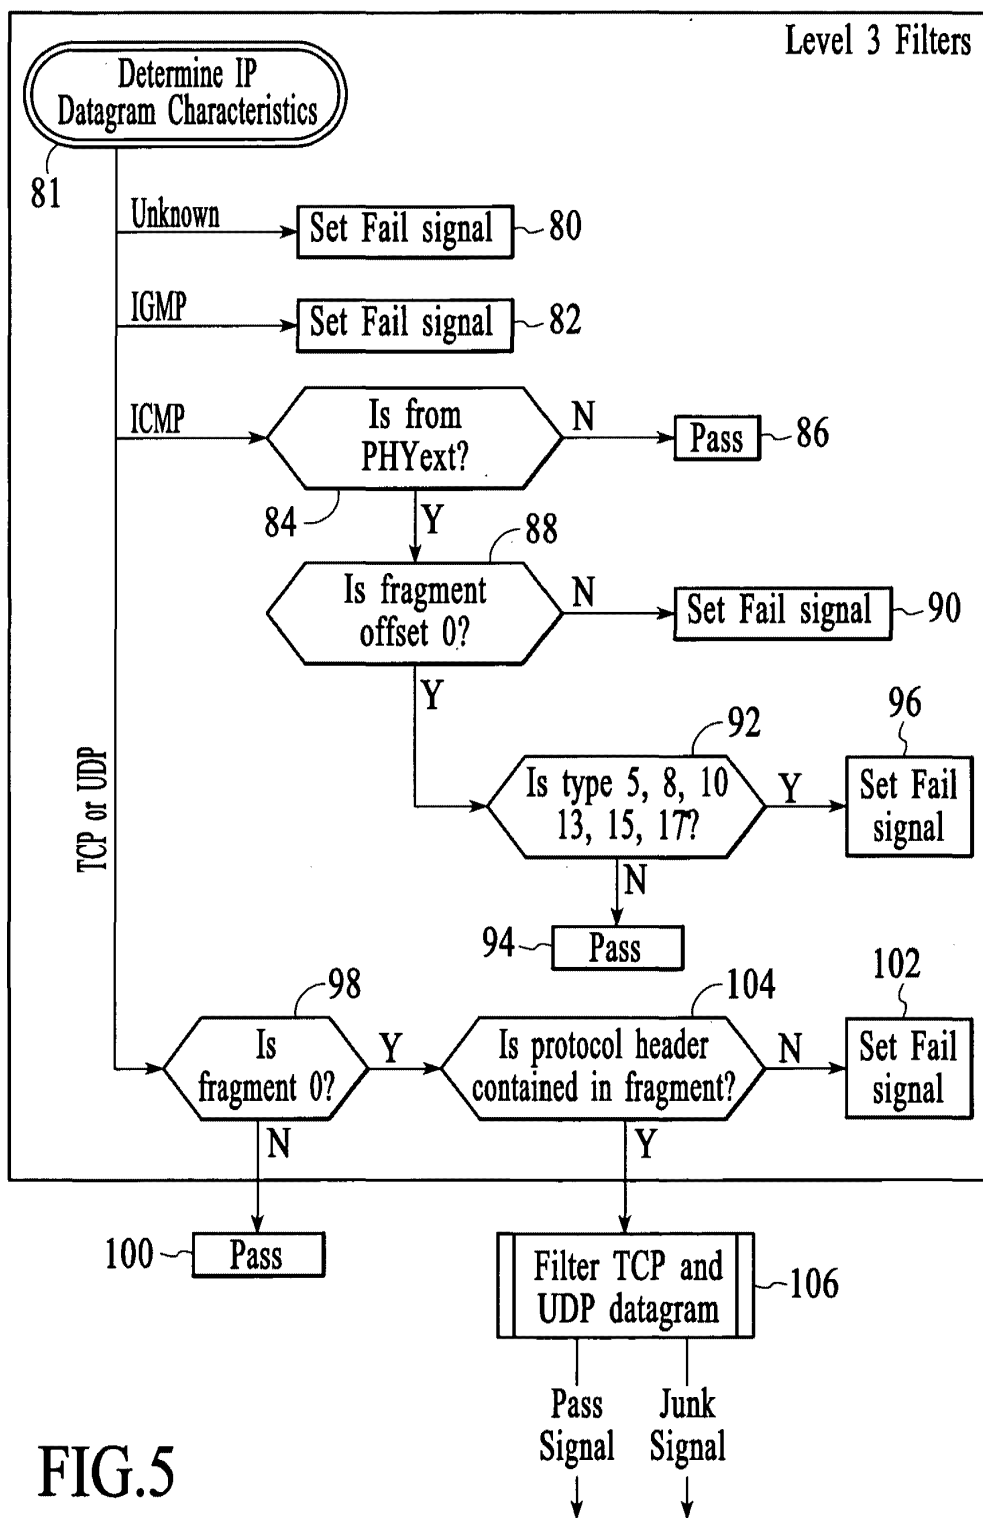 Level 3 Filters
Determine IP
Datagram Characteristics
81
Unknown
Set Fail signal
80
IGMP
Set Fail signal
82
ICMP
Is from
PHYext?
N
Pass
86
84
Y
88
Is fragment
offset 0?
N
Set Fail signal
90
Y
92
96
Is type 5, 8, 10
13, 15, 17?
Y
Set Fail
signal
N
94
Pass
TCP or UDP
98
104
102
Is
fragment 0?
Y
Is protocol header
contained in fragment?
N
Set Fail
signal
N
Y
100
Pass
Filter TCP and
UDP datagram
106
Pass
Signal
Junk
Signal
FIG.5